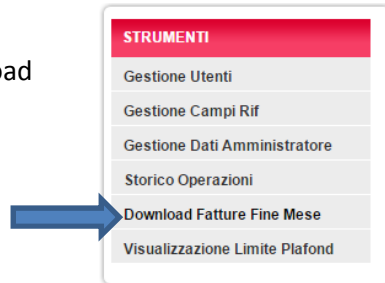 STRUMENTI
Gestione Utenti
Gestione Campi Rif
Gestione Dati Amministratore
Storico Operazioni
Download Fatture Fine Mese
Visualizzazione Limite Plafond